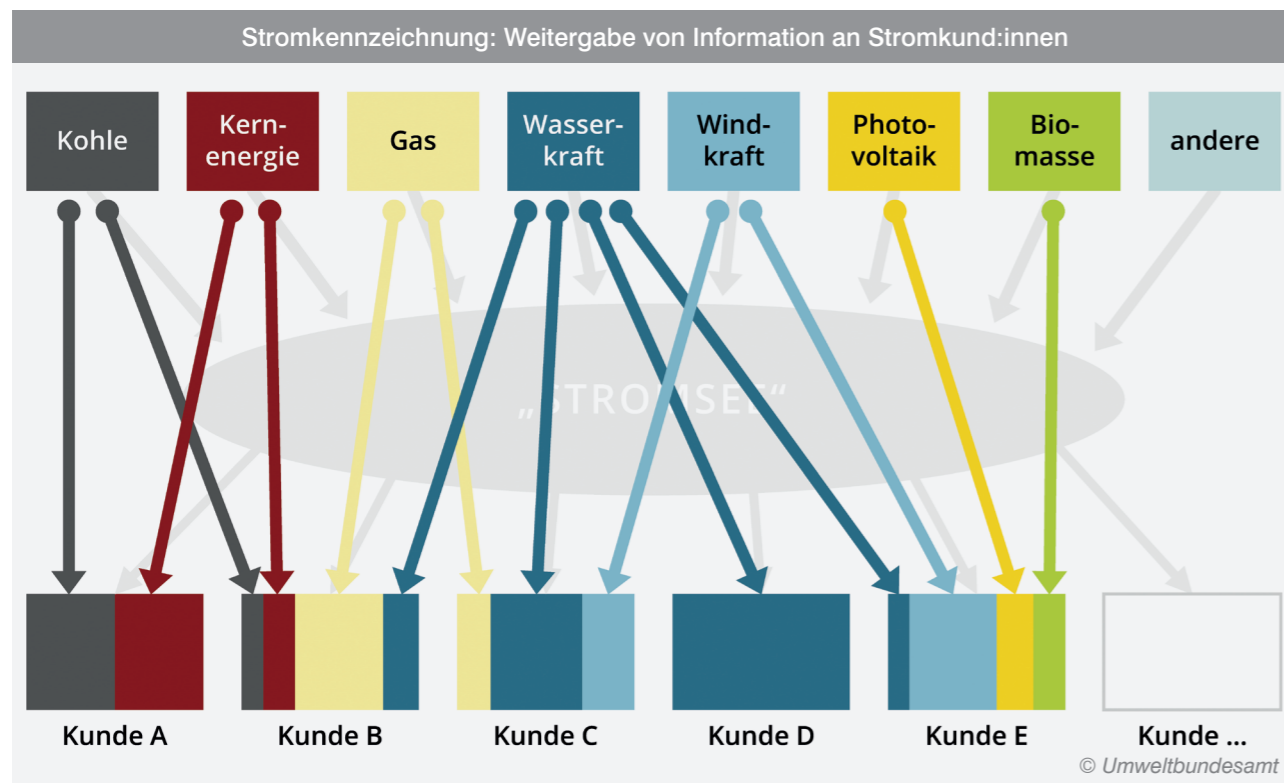 Stromkennzeichnung: Weitergabe von Information an Stromkund:innen
Kohle
Kern-
energie
Gas
Wasser-
kraft
Wind-
kraft
Photo-
voltaik
Bio-
masse
andere
„STROMSEE“
Kunde A
Kunde B
Kunde C
Kunde D
Kunde E
Kunde ...
© Umweltbundesamt